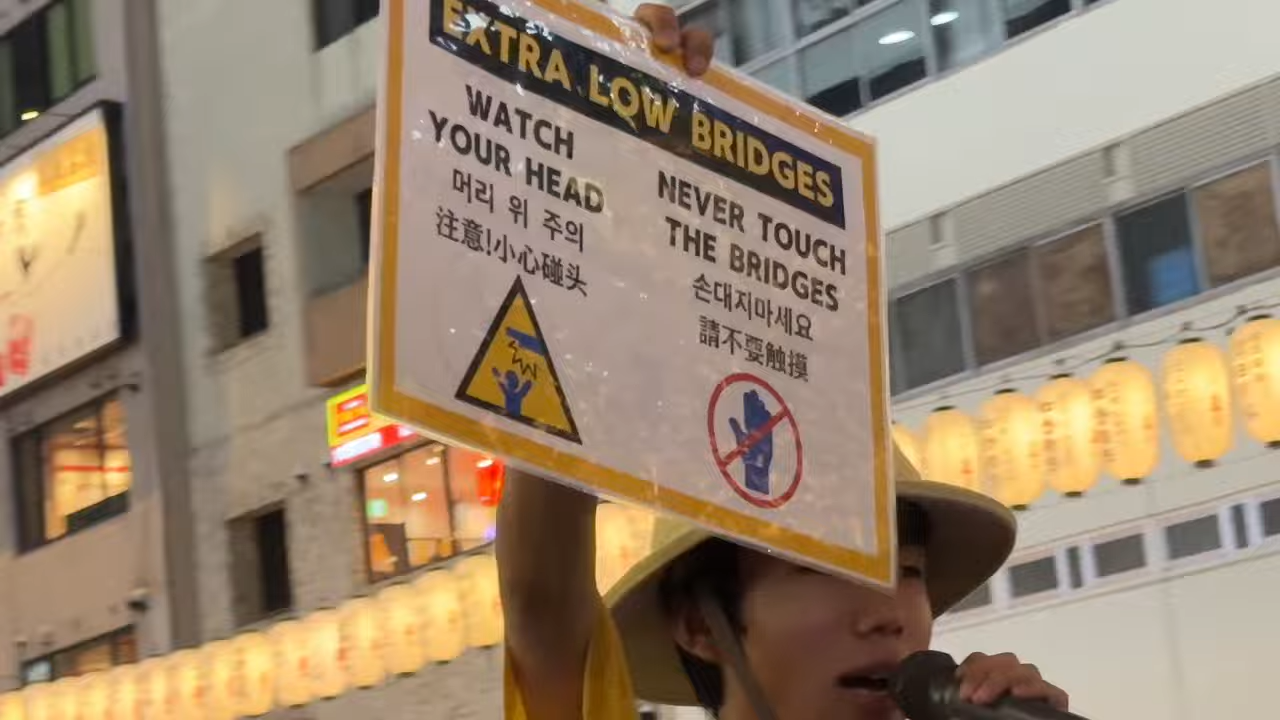 EXTRA LOW BRIDGES
WATCH
YOUR HEAD
머리 위 주의
注意!小心碰头
NEVER TOUCH
THE BRIDGES
손대지마세요
請不要触摸